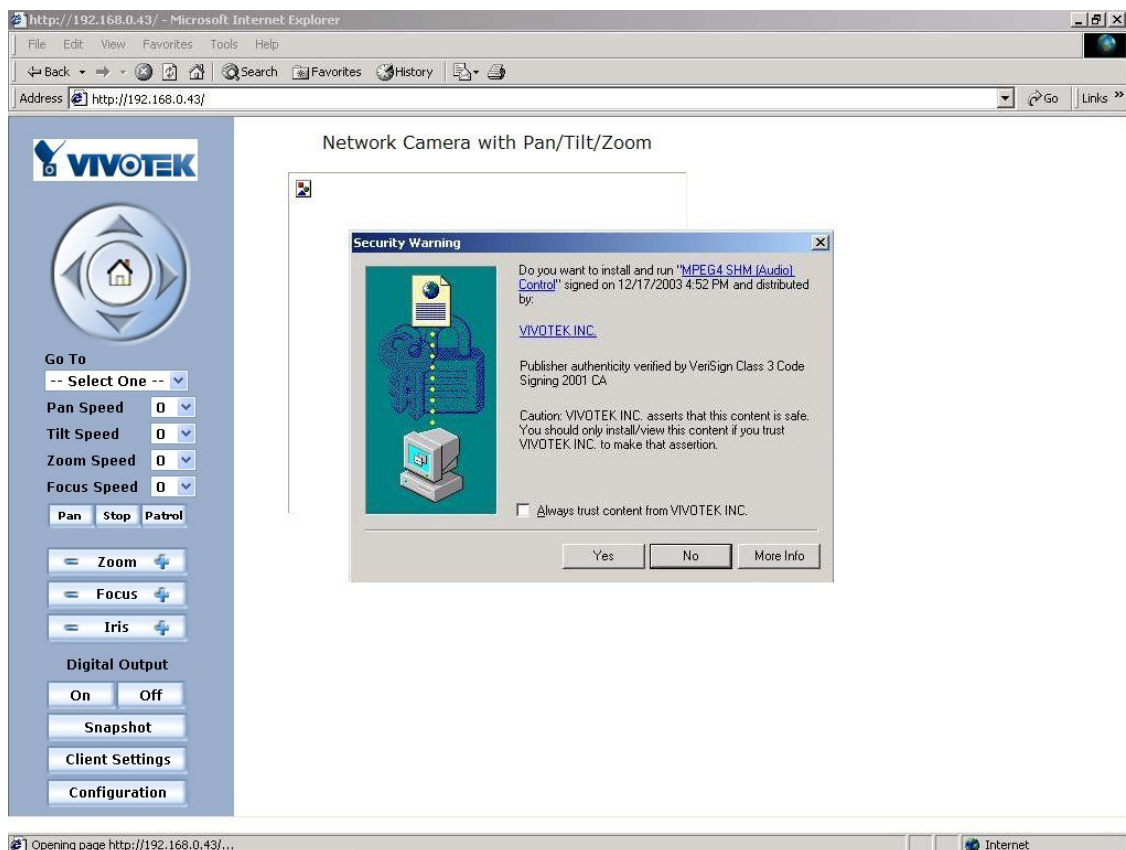 http://192.168.0.43/ - Microsoft Internet Explorer
File Edit View Favorites Tools Help
Back Search Favorites History
Address http://192.168.0.43/ Go Links »
VIVOTEK
Network Camera with Pan/Tilt/Zoom
Go To
-- Select One --
Pan Speed 0
Tilt Speed 0
Zoom Speed 0
Focus Speed 0
Pan Stop Patrol
Zoom
Focus
Iris
Digital Output
On Off
Snapshot
Client Settings
Configuration
Security Warning
Do you want to install and run "MPEG4 SHM (Audio)
Control" signed on 12/17/2003 4:52 PM and distributed
by:
VIVOTEK INC.
Publisher authenticity verified by VeriSign Class 3 Code
Signing 2001 CA
Caution: VIVOTEK INC. asserts that this content is safe.
You should only install/view this content if you trust
VIVOTEK INC. to make that assertion.
Always trust content from VIVOTEK INC.
Yes No More Info
Opening page http://192.168.0.43/... Internet